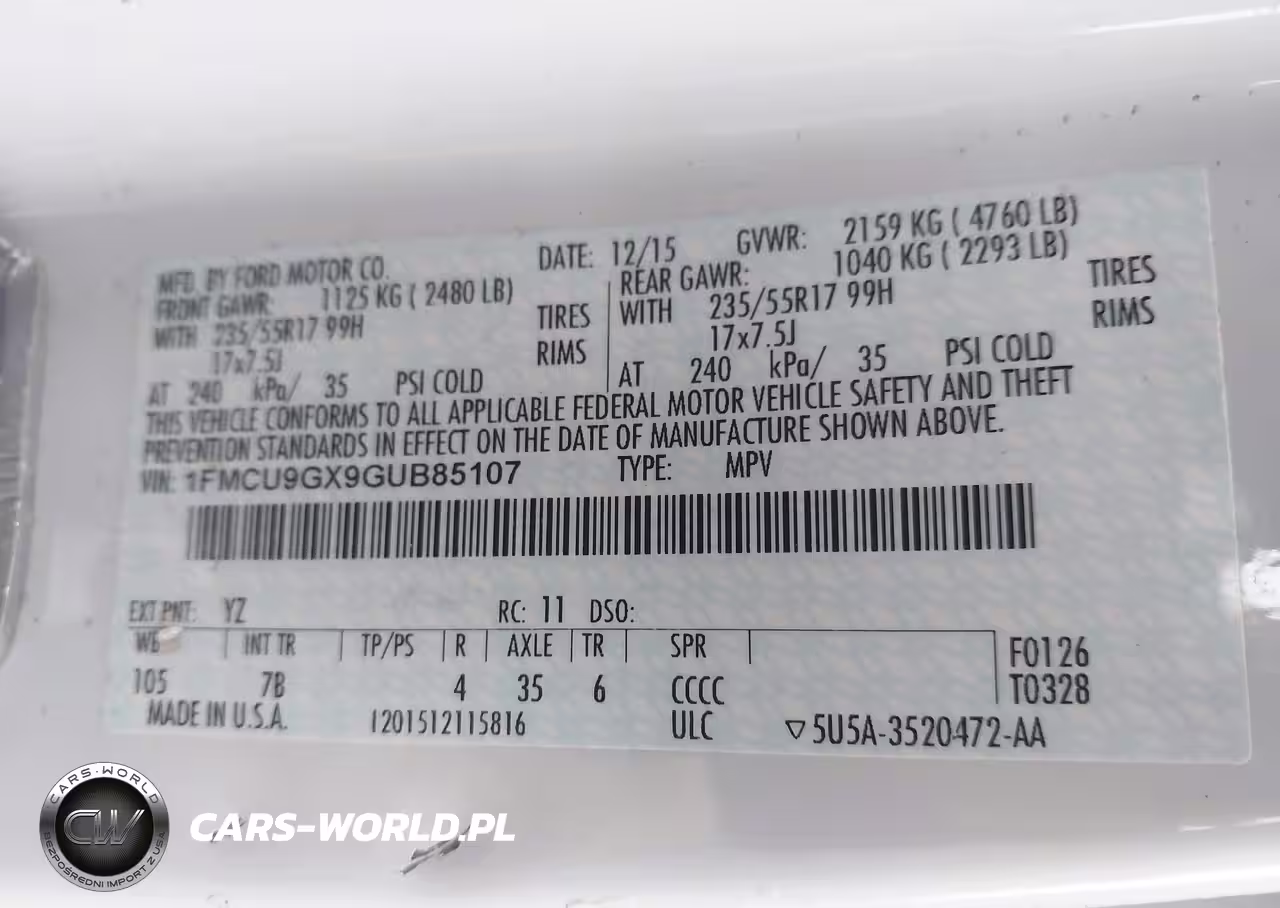 MFD. BY FORD MOTOR CO. DATE: 12/15 GVWR: 2159 KG ( 4760 LB)
FRONT GAWR: 1125 KG ( 2480 LB) REAR GAWR: 1040 KG ( 2293 LB)
WITH 235/55R17 99H TIRES WITH 235/55R17 99H TIRES
17x7.5J RIMS 17x7.5J RIMS
AT 240 kPa/ 35 PSI COLD AT 240 kPa/ 35 PSI COLD
THIS VEHICLE CONFORMS TO ALL APPLICABLE FEDERAL MOTOR VEHICLE SAFETY AND THEFT
PREVENTION STANDARDS IN EFFECT ON THE DATE OF MANUFACTURE SHOWN ABOVE.
VIN: 1FMCU9GX9GUB85107 TYPE: MPV
EXT PNT: YZ RC: 11 DSO:
WB INT TR TP/PS R AXLE TR SPR F0126
105 7B 4 35 6 CCCC T0328
MADE IN U.S.A. 1201512115816 ULC ▽5U5A-3520472-AA
CARS-WORLD
CW
BEZPOŚREDNI IMPORT Z USA
CARS-WORLD.PL